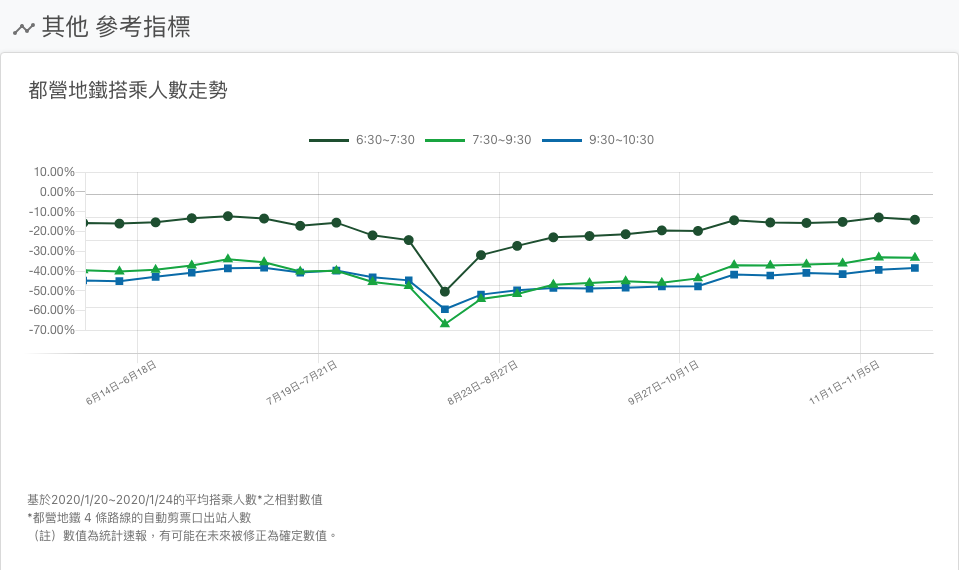 其他 參考指標
都營地鐵搭乘人數走勢
6:30~7:30 7:30~9:30 9:30~10:30
10.00%
0.00%
-10.00%
-20.00%
-30.00%
-40.00%
-50.00%
-60.00%
-70.00%
6月14日~6月18日 7月19日~7月21日 8月23日~8月27日 9月27日~10月1日 11月1日~11月5日
基於2020/1/20~2020/1/24的平均搭乘人數*之相對數值
*都營地鐵 4 條路線的自動剪票口出站人數
（註）數值為統計速報，有可能在未來被修正為確定數值。